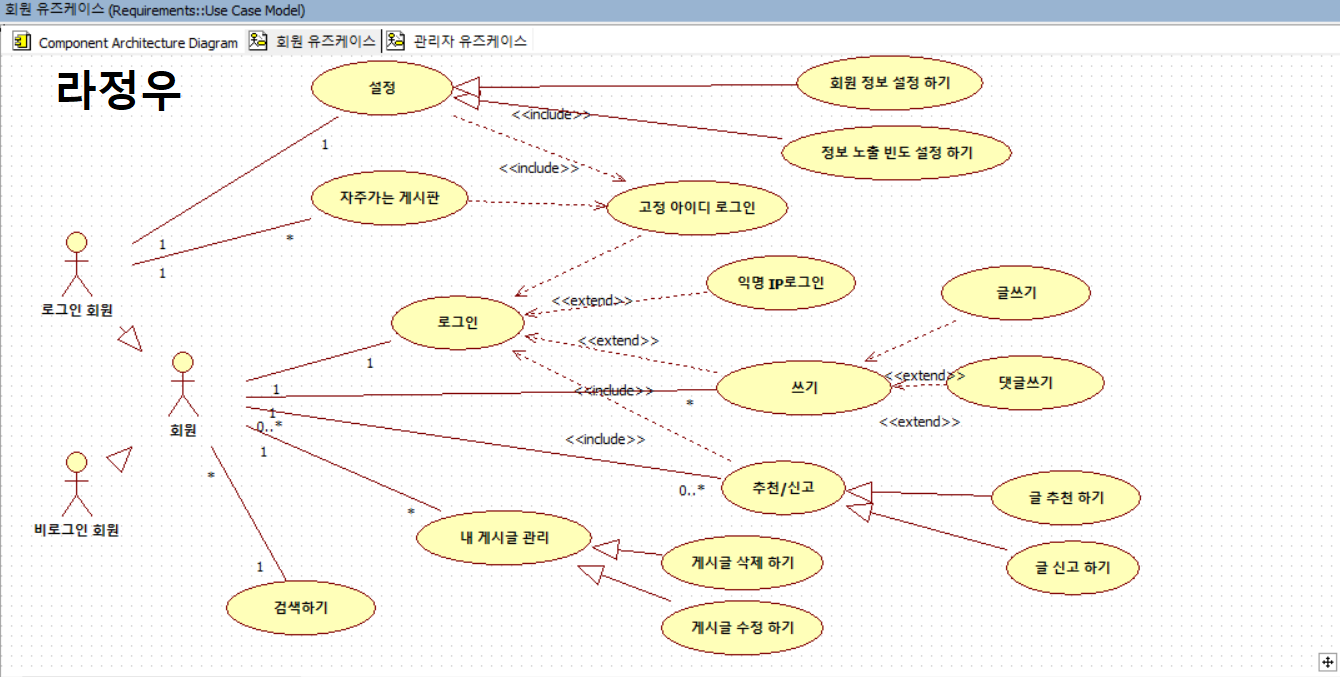 회원 유즈케이스 (Requirements::Use Case Model)
Component Architecture Diagram 회원 유즈케이스 관리자 유즈케이스
라정우
설정
회원 정보 설정 하기
<<include>>
1
정보 노출 빈도 설정 하기
<<include>>
자주가는 게시판
고정 아이디 로그인
1
*
1
로그인 회원
익명 IP로그인
<<extend>>
글쓰기
로그인
<<extend>>
1
회원
1
<<include>>
*
쓰기
<<extend>>
댓글쓰기
1
0..*
<<extend>>
1
<<include>>
*
0..*
추천/신고
글 추천 하기
비로그인 회원
*
내 게시글 관리
게시글 삭제 하기
글 신고 하기
1
검색하기
게시글 수정 하기